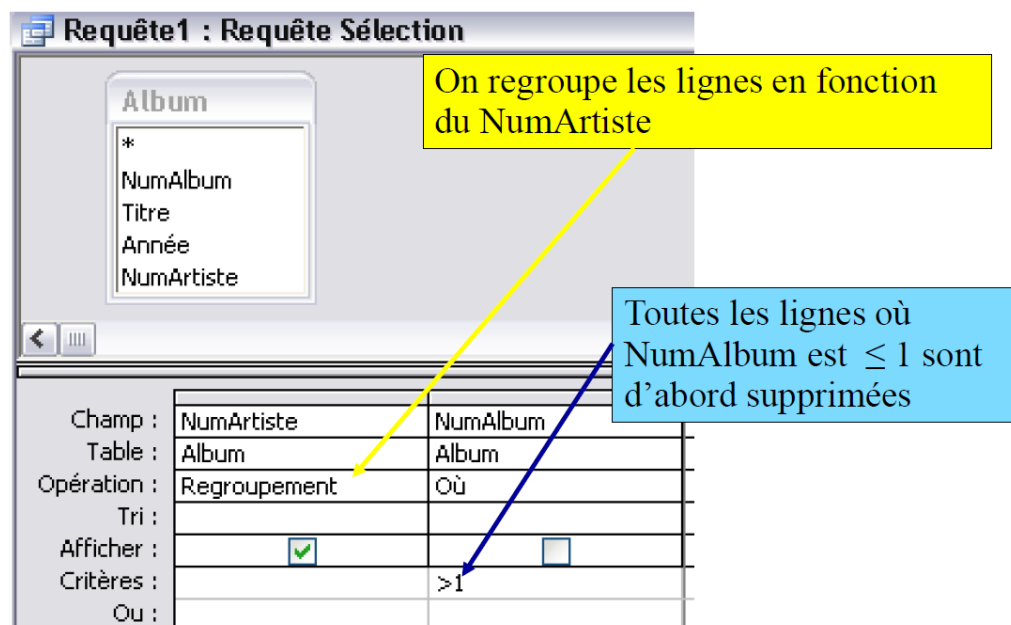 Requête1 : Requête Sélection
On regroupe les lignes en fonction
du NumArtiste
Album
*
NumAlbum
Titre
Année
NumArtiste
Toutes les lignes où
NumAlbum est ≤ 1 sont
d'abord supprimées
Champ : NumArtiste NumAlbum
Table : Album Album
Opération : Regroupement Où
Tri :
Afficher :
Critères : >1
Ou :